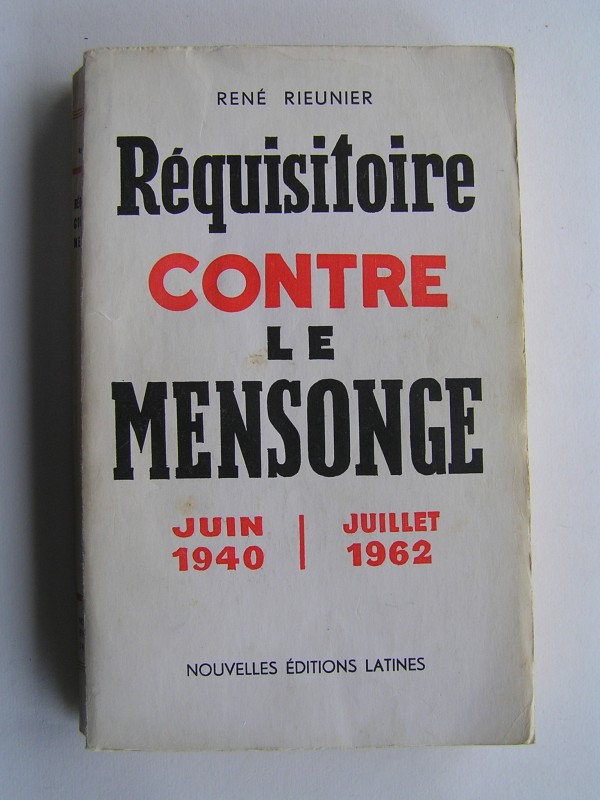 RENÉ RIEUNIER
Réquisitoire
CONTRE
LE
MENSONGE
JUIN
1940
JUILLET
1962
NOUVELLES ÉDITIONS LATINES